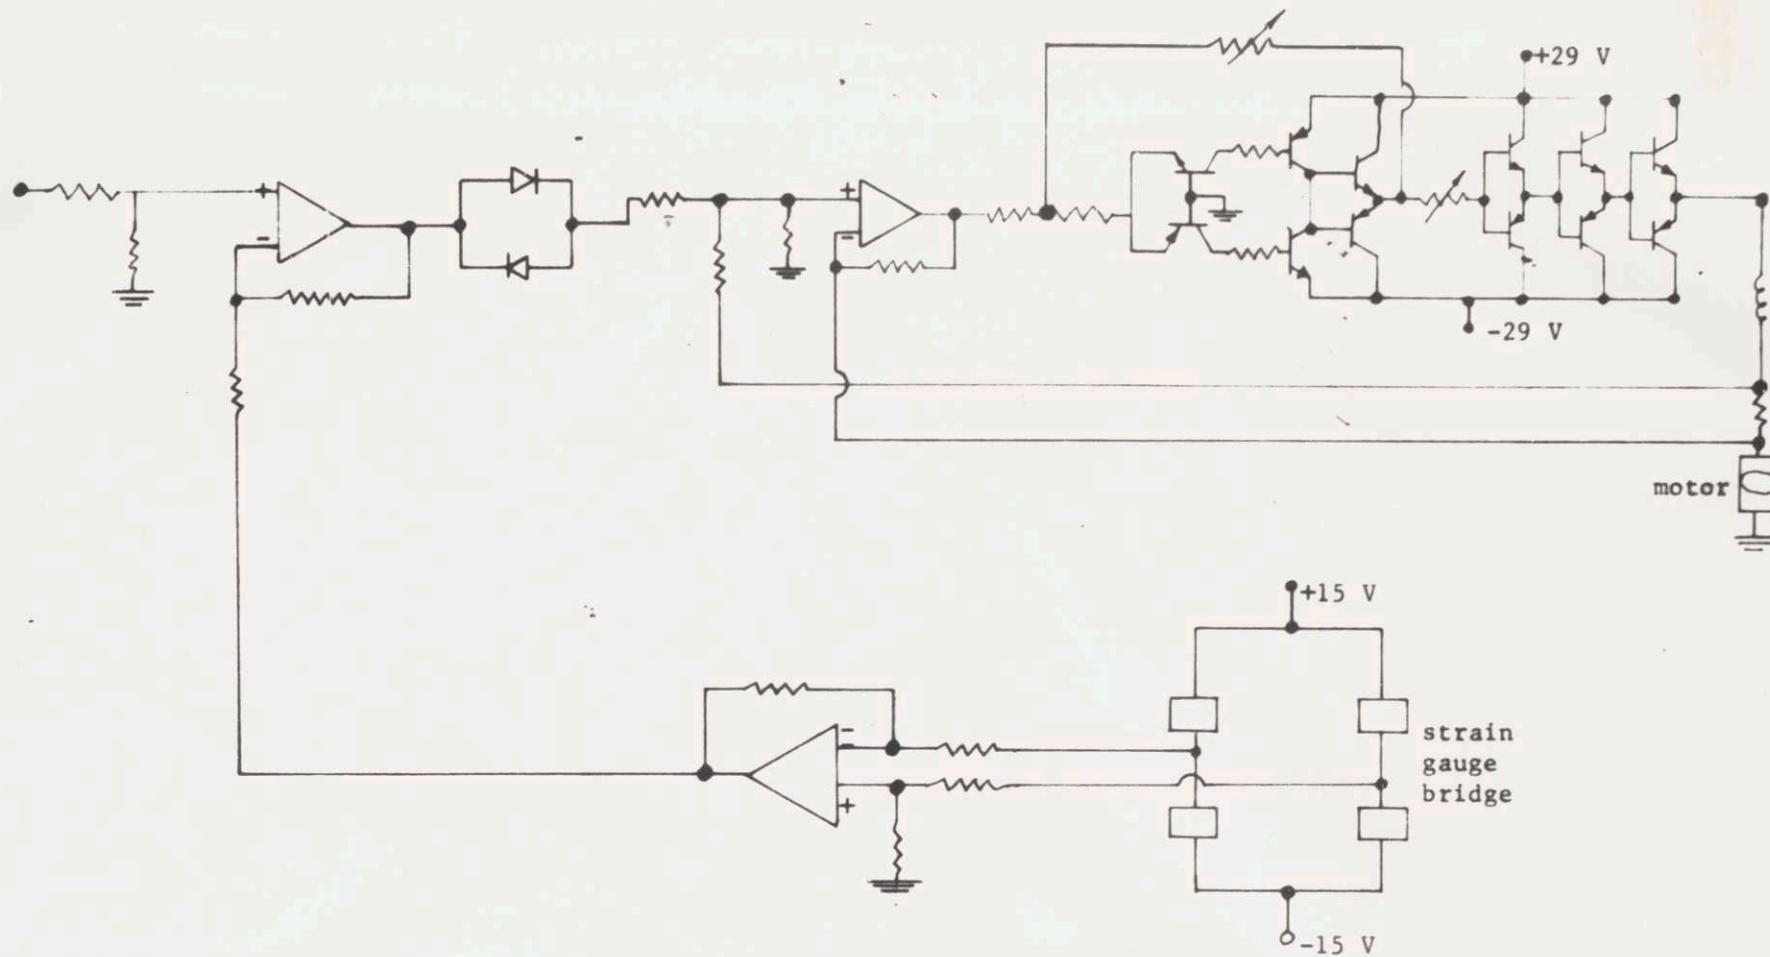 +29 V
+
-
+
-
-29 V
motor
+15 V
-
strain
gauge
bridge
+
-15 V